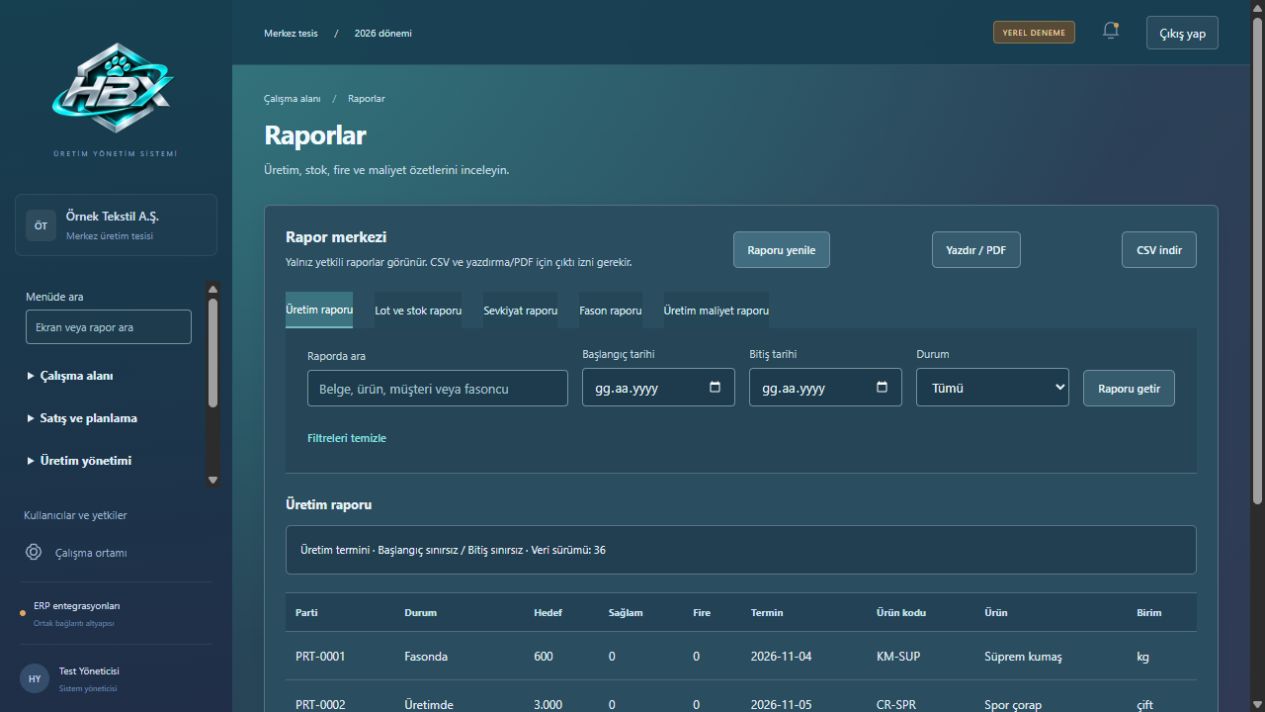 HBX
ÜRETİM YÖNETİM SİSTEMİ
ÖT
Örnek Tekstil A.Ş.
Merkez üretim tesisi
Menüde ara
Ekran veya rapor ara
Çalışma alanı
Satış ve planlama
Üretim yönetimi
Kullanıcılar ve yetkiler
Çalışma ortamı
ERP entegrasyonları
Ortak bağlantı altyapısı
HY
Test Yöneticisi
Sistem yöneticisi
Merkez tesis / 2026 dönemi
YEREL DENEME
Çıkış yap
Çalışma alanı / Raporlar
Raporlar
Üretim, stok, fire ve maliyet özetlerini inceleyin.
Rapor merkezi
Yalnız yetkili raporlar görünür. CSV ve yazdırma/PDF için çıktı izni gerekir.
Raporu yenile
Yazdır / PDF
CSV indir
Üretim raporu Lot ve stok raporu Sevkiyat raporu Fason raporu Üretim maliyet raporu
Raporda ara Başlangıç tarihi Bitiş tarihi Durum
Belge, ürün, müşteri veya fasoncu gg.aa.yyyy gg.aa.yyyy Tümü Raporu getir
Filtreleri temizle
Üretim raporu
Üretim termini · Başlangıç sınırsız / Bitiş sınırsız · Veri sürümü: 36
Parti Durum Hedef Sağlam Fire Termin Ürün kodu Ürün Birim
PRT-0001 Fasonda 600 0 0 2026-11-04 KM-SUP Süprem kumaş kg
PRT-0002 Üretimde 3.000 0 0 2026-11-05 CR-SPR Spor çorap çift